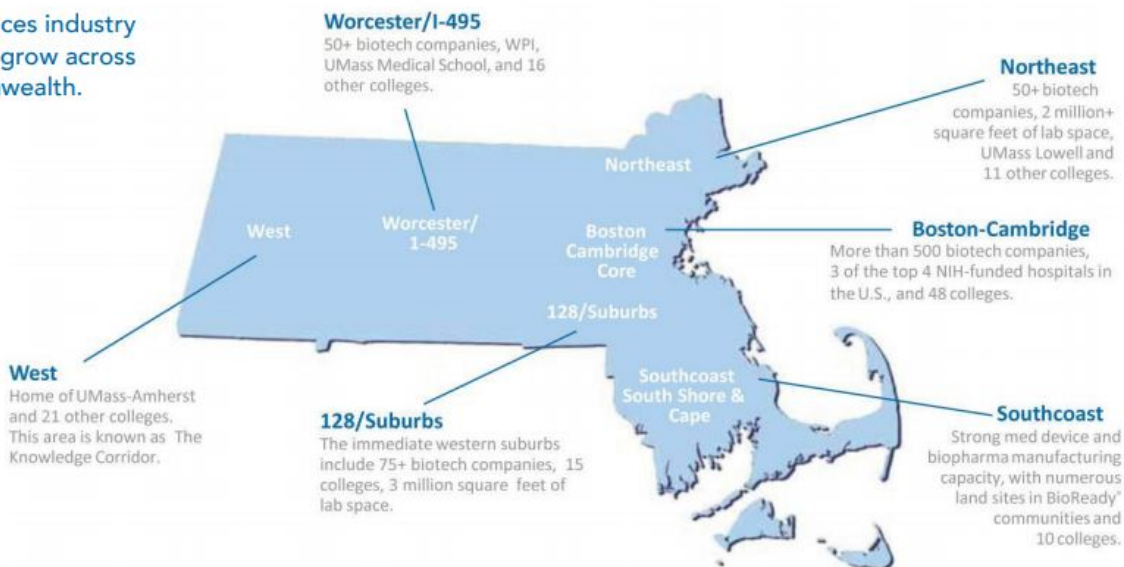 ces industry
grow across
wealth.
Worcester/I-495
50+ biotech companies, WPI,
UMass Medical School, and 16
other colleges.
Northeast
50+ biotech
companies, 2 million+
square feet of lab space,
UMass Lowell and
11 other colleges.
Northeast
West
Worcester/
1-495
Boston
Cambridge
Core
Boston-Cambridge
More than 500 biotech companies,
3 of the top 4 NIH-funded hospitals in
the U.S., and 48 colleges.
128/Suburbs
West
Home of UMass-Amherst
and 21 other colleges.
This area is known as The
Knowledge Corridor.
128/Suburbs
The immediate western suburbs
include 75+ biotech companies, 15
colleges, 3 million square feet of
lab space.
Southcoast
South Shore &
Cape
Southcoast
Strong med device and
biopharma manufacturing
capacity, with numerous
land sites in BioReady®
communities and
10 colleges.